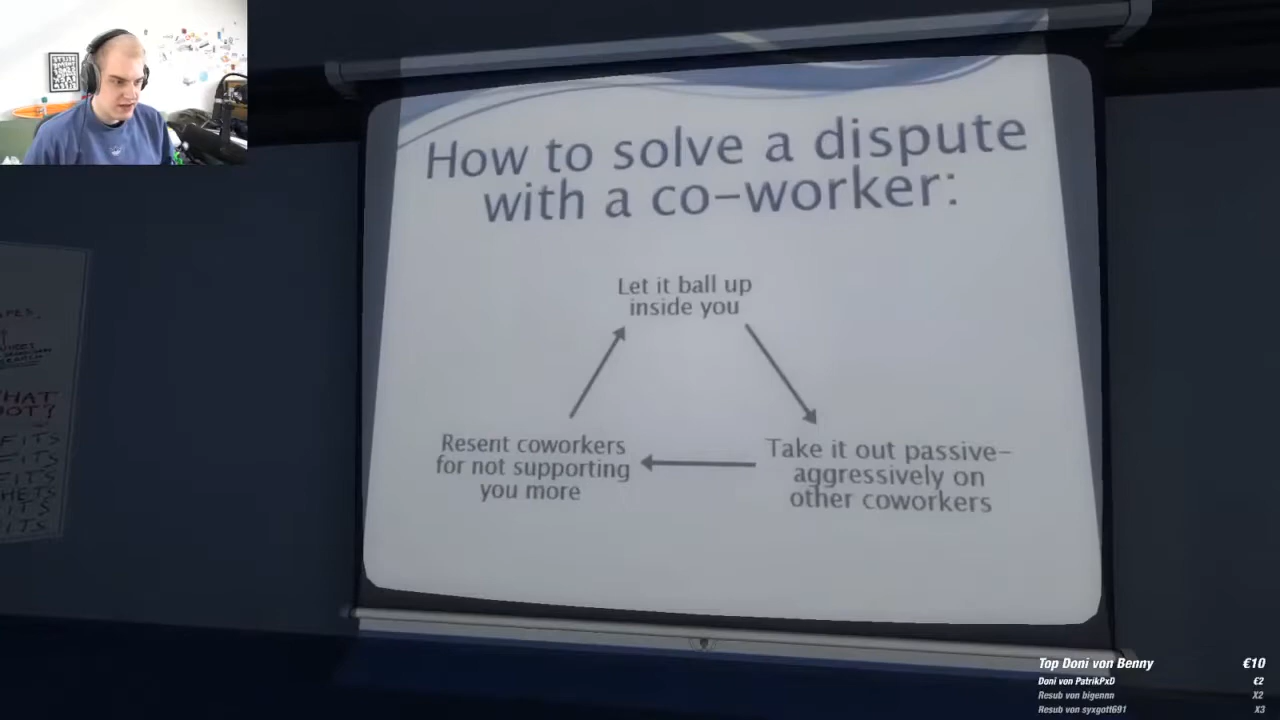 How to solve a dispute
with a co-worker:
Let it ball up
inside you
Resent coworkers
for not supporting
you more
Take it out passive-
aggressively on
other coworkers
Top Doni von Benny €10
Doni von PatrikPxD €2
Resub von bigennn X2
Resub von syxgott691 X3